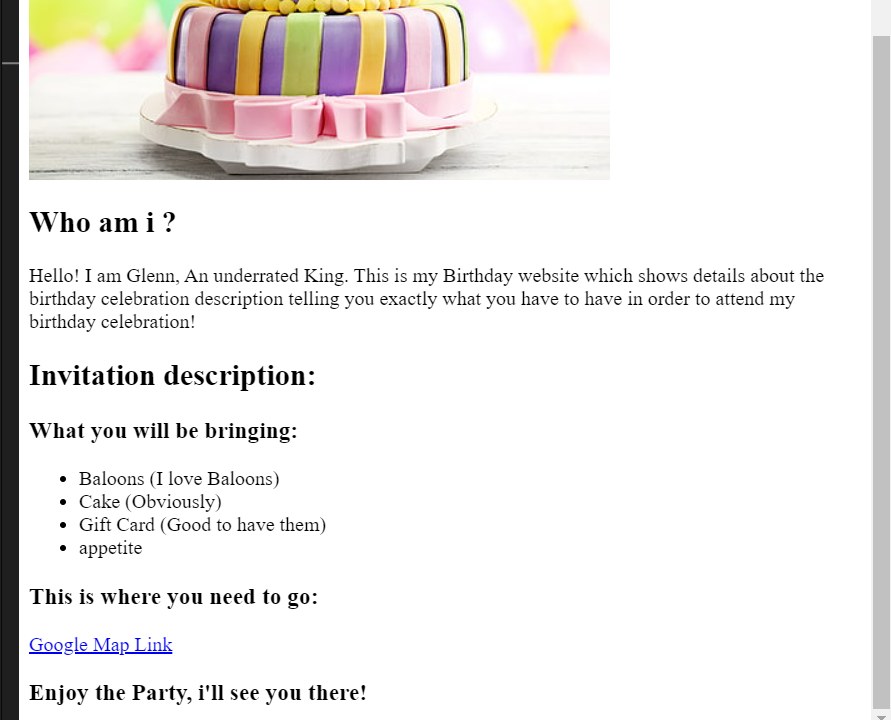 Who am i ?
Hello! I am Glenn, An underrated King. This is my Birthday website which shows details about the
birthday celebration description telling you exactly what you have to have in order to attend my
birthday celebration!
Invitation description:
What you will be bringing:
Baloons (I love Baloons)
Cake (Obviously)
Gift Card (Good to have them)
appetite
This is where you need to go:
Google Map Link
Enjoy the Party, i'll see you there!